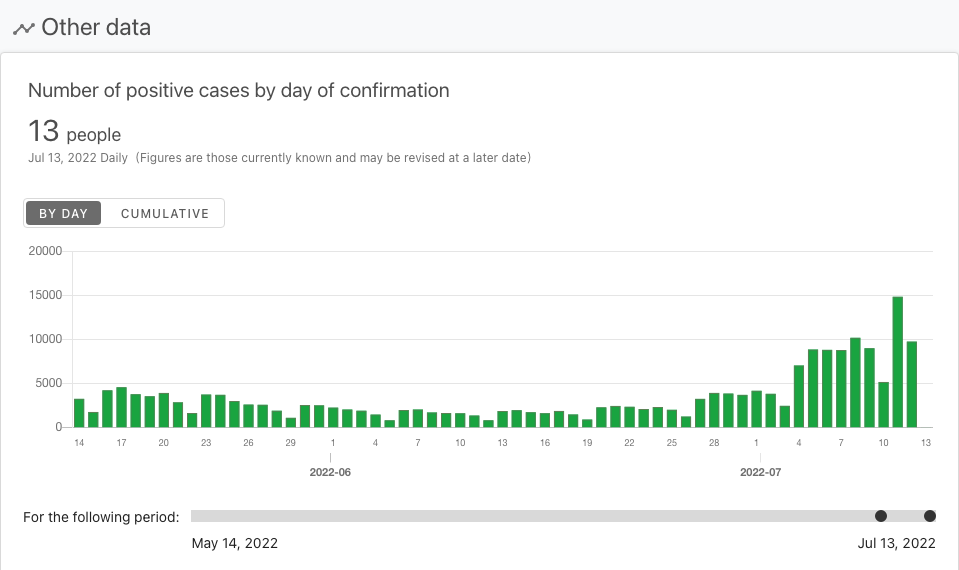 Other data
Number of positive cases by day of confirmation
13 people
Jul 13, 2022 Daily (Figures are those currently known and may be revised at a later date)
BY DAY CUMULATIVE
20000
15000
10000
5000
0
14 17 20 23 26 29 1 4 7 10 13 16 19 22 25 28 1 4 7 10 13
2022-06 2022-07
For the following period:
May 14, 2022 Jul 13, 2022